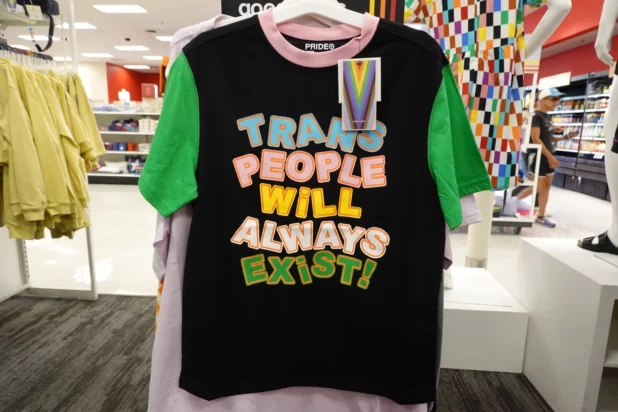 PRIDE
TRANS
PEOPLE
WiLL
ALWAYS
EXiST!